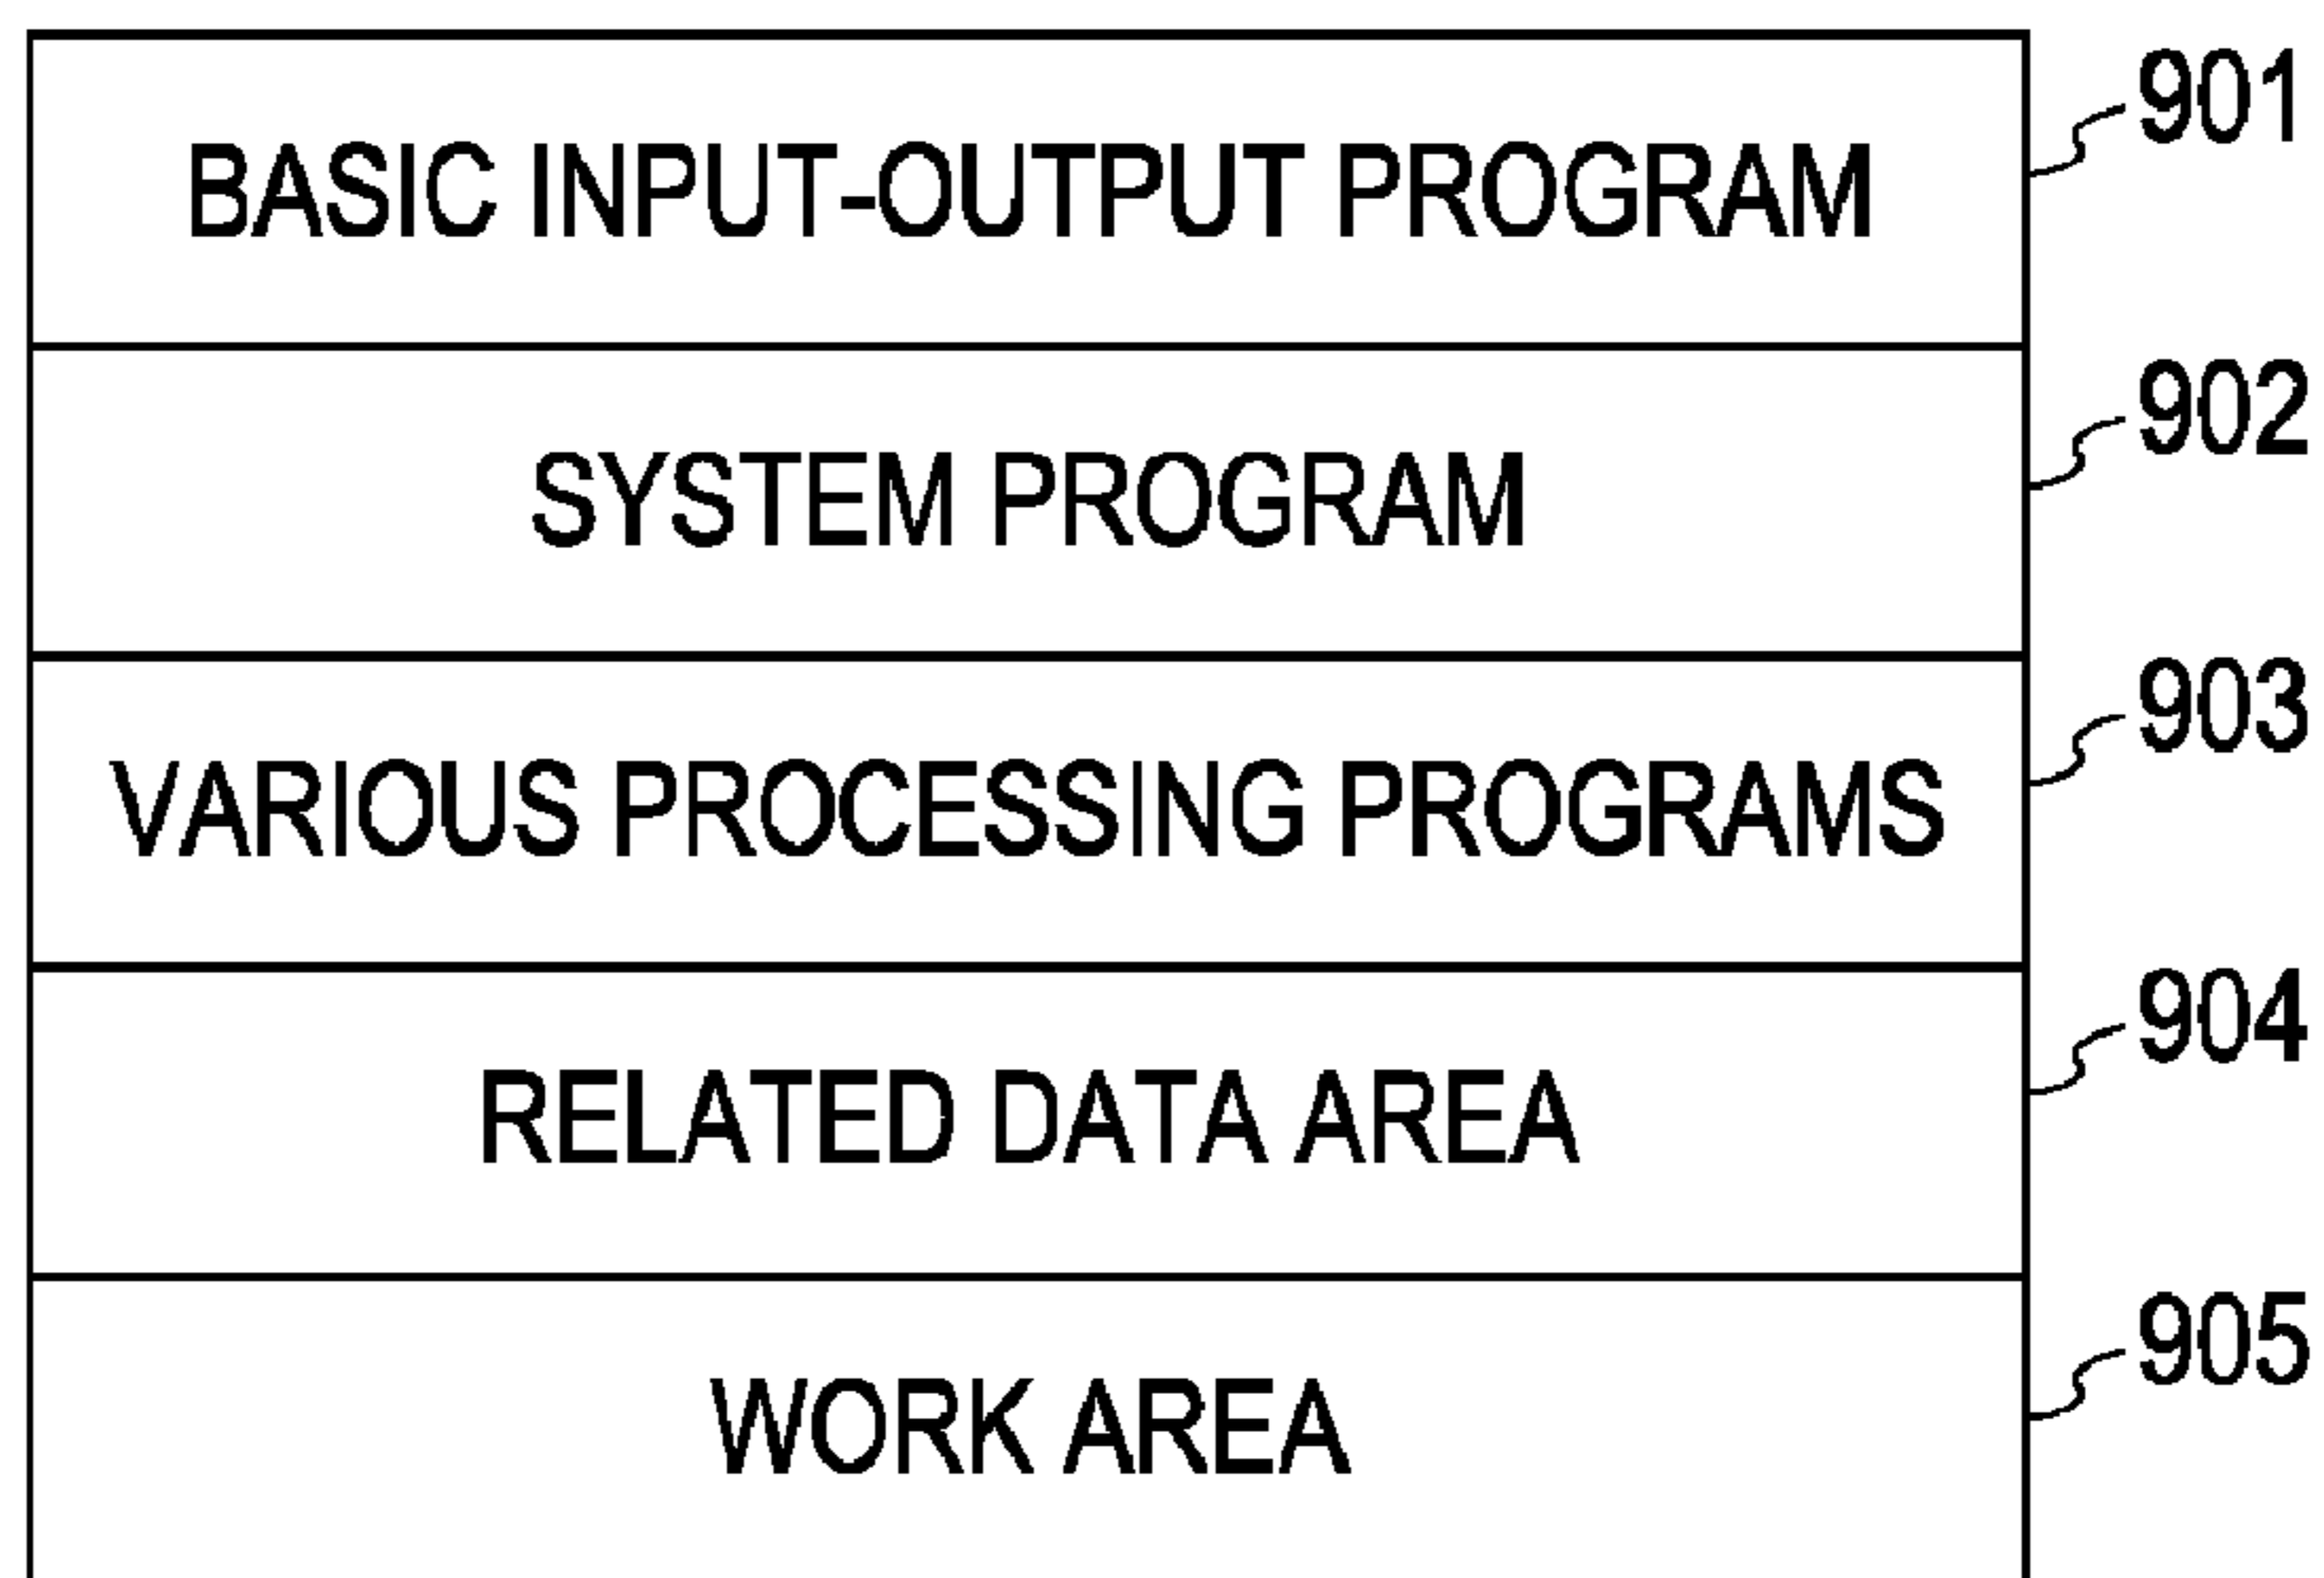 BASIC INPUT-OUTPUT PROGRAM
901
SYSTEM PROGRAM
902
VARIOUS PROCESSING PROGRAMS
903
RELATED DATA AREA
904
WORK AREA
905